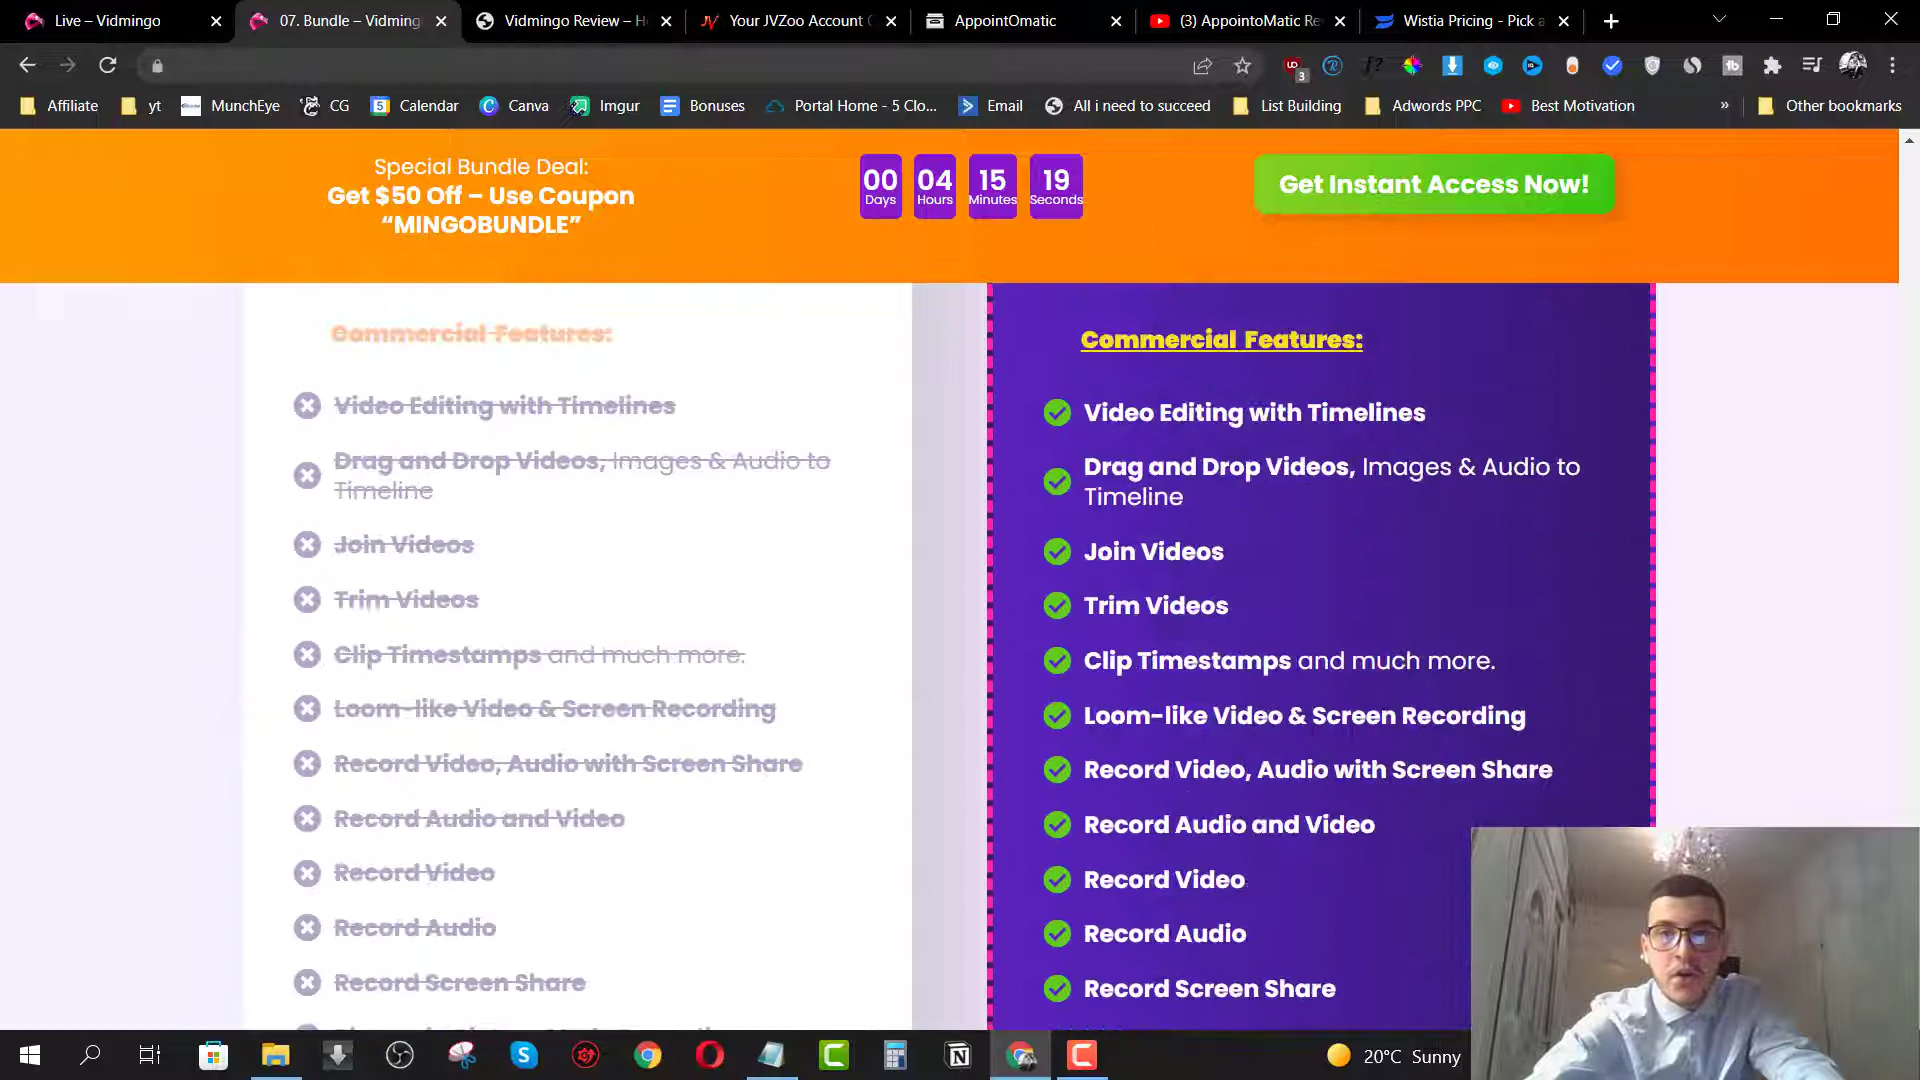 Live – Vidmingo
07. Bundle – Vidming
Vidmingo Review – H
Your JVZoo Account
AppointOmatic
(3) AppointoMatic Re
Wistia Pricing - Pick a
3
Affiliate
yt
MunchEye
CG
Calendar
Canva
Imgur
Bonuses
Portal Home - 5 Clo...
Email
All i need to succeed
List Building
Adwords PPC
Best Motivation
»
Other bookmarks
Special Bundle Deal:
Get $50 Off – Use Coupon
“MINGOBUNDLE”
00 04 15 19
Days Hours Minutes Seconds
Get Instant Access Now!
Commercial Features:
Video Editing with Timelines
Drag and Drop Videos, Images & Audio to
Timeline
Join Videos
Trim Videos
Clip Timestamps and much more.
Loom-like Video & Screen Recording
Record Video, Audio with Screen Share
Record Audio and Video
Record Video
Record Audio
Record Screen Share
Commercial Features:
Video Editing with Timelines
Drag and Drop Videos, Images & Audio to
Timeline
Join Videos
Trim Videos
Clip Timestamps and much more.
Loom-like Video & Screen Recording
Record Video, Audio with Screen Share
Record Audio and Video
Record Video
Record Audio
Record Screen Share
20°C Sunny